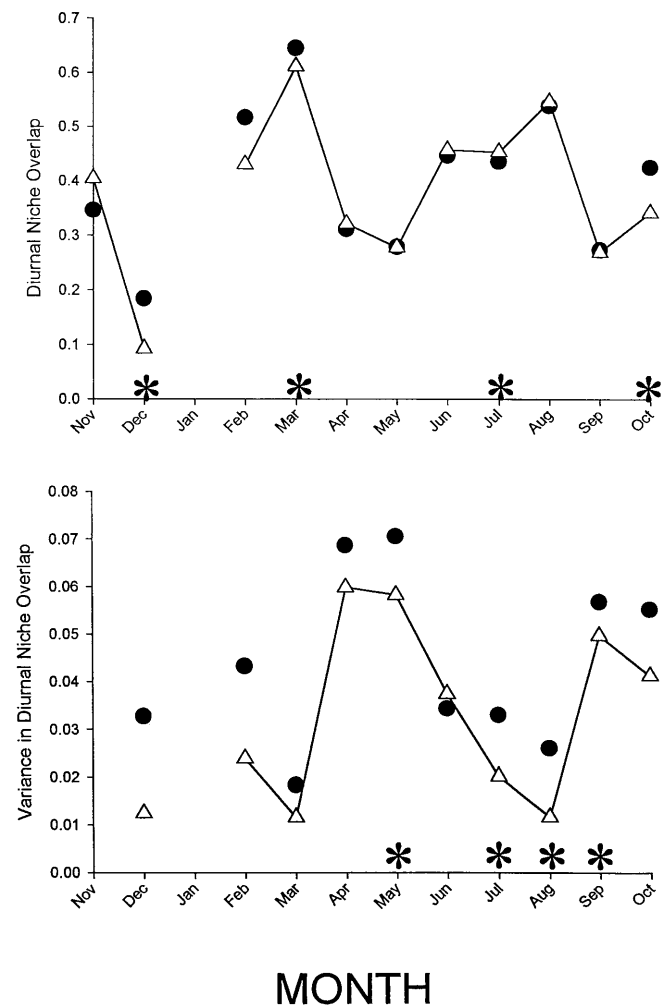 0.7
0.6
0.5
0.4
0.3
0.2
0.1
0.0
Diurnal Niche Overlap
* * * *
Nov Dec Jan Feb Mar Apr May Jun Jul Aug Sep Oct
0.08
0.07
0.06
0.05
0.04
0.03
0.02
0.01
0.00
Variance in Diurnal Niche Overlap
* * * *
Nov Dec Jan Feb Mar Apr May Jun Jul Aug Sep Oct
MONTH